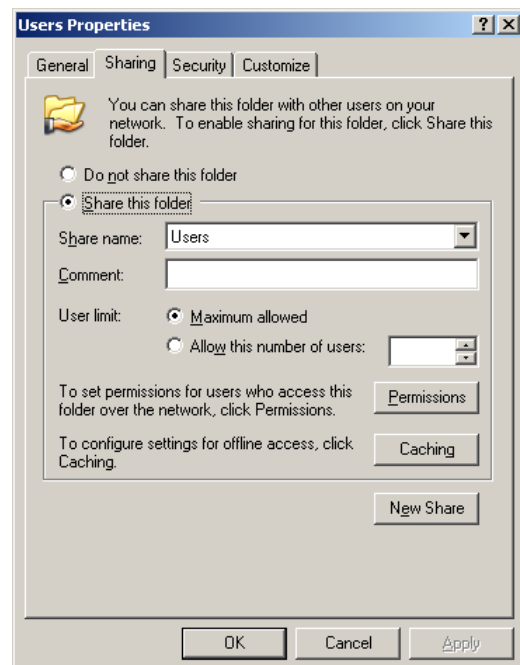 Users Properties
General Sharing Security Customize
You can share this folder with other users on your
network. To enable sharing for this folder, click Share this
folder.
Do not share this folder
Share this folder
Share name: Users
Comment:
User limit: Maximum allowed
Allow this number of users:
To set permissions for users who access this
folder over the network, click Permissions.
Permissions
To configure settings for offline access, click
Caching.
Caching
New Share
OK Cancel Apply